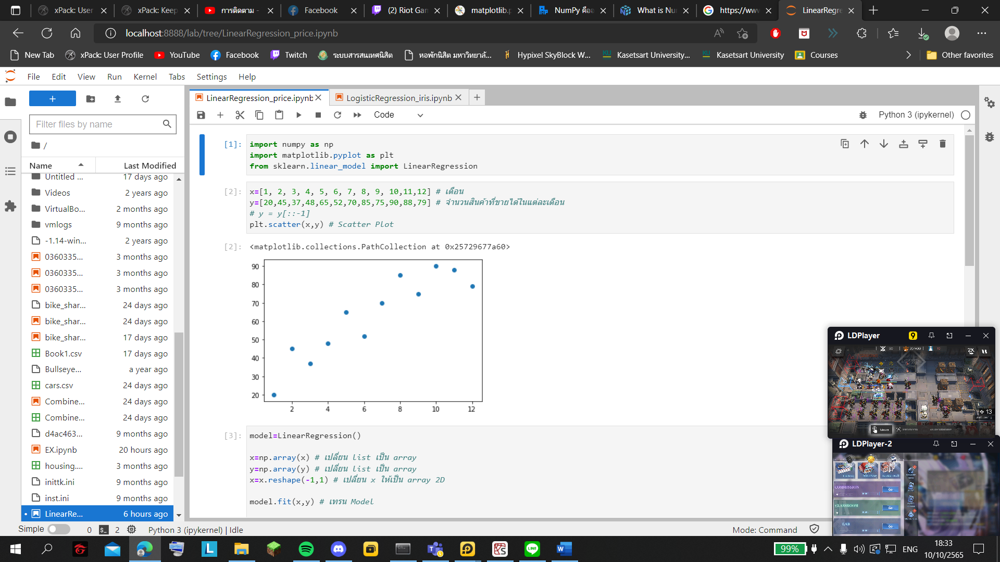 xPack: User
xPack: Keep
การติดตาม -
Facebook
(2) Riot Gan
matplotlib.p
NumPy คืออ
What is Nu
https://www
LinearRegre
localhost:8888/lab/tree/LinearRegression_price.ipynb
New Tab
xPack: User Profile
YouTube
Facebook
Twitch
ระบบสารสนเทศนิสิต
หอพักนิสิต มหาวิทยาลั...
Hypixel SkyBlock W...
Kasetsart University...
Kasetsart University
Courses
Other favorites
File Edit View Run Kernel Tabs Settings Help
LinearRegression_price.ipynb
LogisticRegression_iris.ipynb
Code
Python 3 (ipykernel)
Filter files by name
/
Name Last Modified
Untitled ... 17 days ago
Videos 2 years ago
VirtualBo... 2 months ago
vmlogs 9 months ago
-1.14-win... 2 years ago
0360335... 3 months ago
0360335... 3 months ago
0360335... 3 months ago
bike_shar... 24 days ago
bike_shar... 24 days ago
bike_shar... 17 days ago
Book1.csv 17 days ago
Bullseye... a year ago
cars.csv 24 days ago
Combine... 24 days ago
Combine... 24 days ago
d4ac463... 9 months ago
EX.ipynb 20 hours ago
housing.... 3 months ago
inittk.ini 9 months ago
inst.ini 9 months ago
LinearRe... 6 hours ago
[1]: import numpy as np
import matplotlib.pyplot as plt
from sklearn.linear_model import LinearRegression
[2]: x=[1, 2, 3, 4, 5, 6, 7, 8, 9, 10,11,12] # เดือน
y=[20,45,37,48,65,52,70,85,75,90,88,79] # จำนวนสินค้าที่ขายได้ในแต่ละเดือน
# y = y[::-1]
plt.scatter(x,y) # Scatter Plot
[2]: <matplotlib.collections.PathCollection at 0x25729677a60>
90
80
70
60
50
40
30
20
2 4 6 8 10 12
[3]: model=LinearRegression()
x=np.array(x) # เปลี่ยน list เป็น array
y=np.array(y) # เปลี่ยน list เป็น array
x=x.reshape(-1,1) # เปลี่ยน x ให้เป็น array 2D
model.fit(x,y) # เทรน Model
LDPlayer 9
2X
13
LDPlayer-2
COMMISSION
Go
CLASSROOM
Go
LAB
Go
Simple 0 2 Python 3 (ipykernel) | Idle
Mode: Command
99%
ENG
18:33
10/10/2565